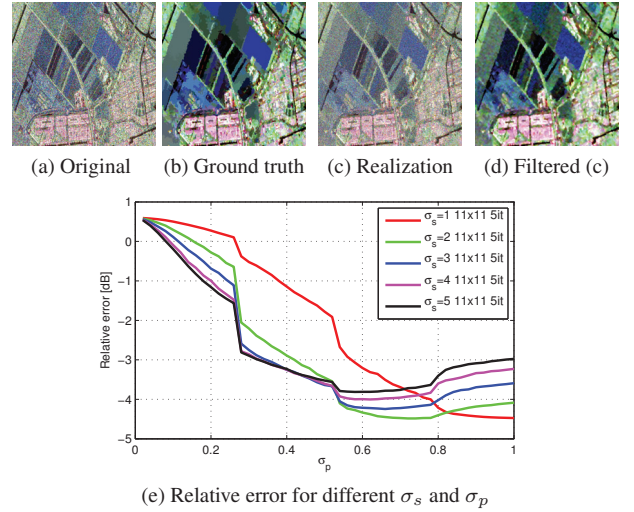 (a) Original (b) Ground truth (c) Realization (d) Filtered (c)
σs=1 11x11 5it
σs=2 11x11 5it
σs=3 11x11 5it
σs=4 11x11 5it
σs=5 11x11 5it
1
0
−1
−2
−3
−4
−5
Relative error [dB]
0 0.2 0.4 0.6 0.8 1
σp
(e) Relative error for different σs and σp